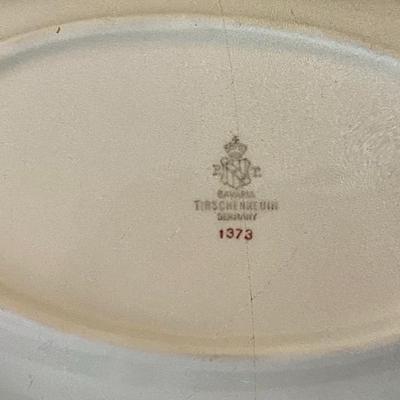 P. T.
BAVARIA
TIRSCHENREUTH
GERMANY
1373